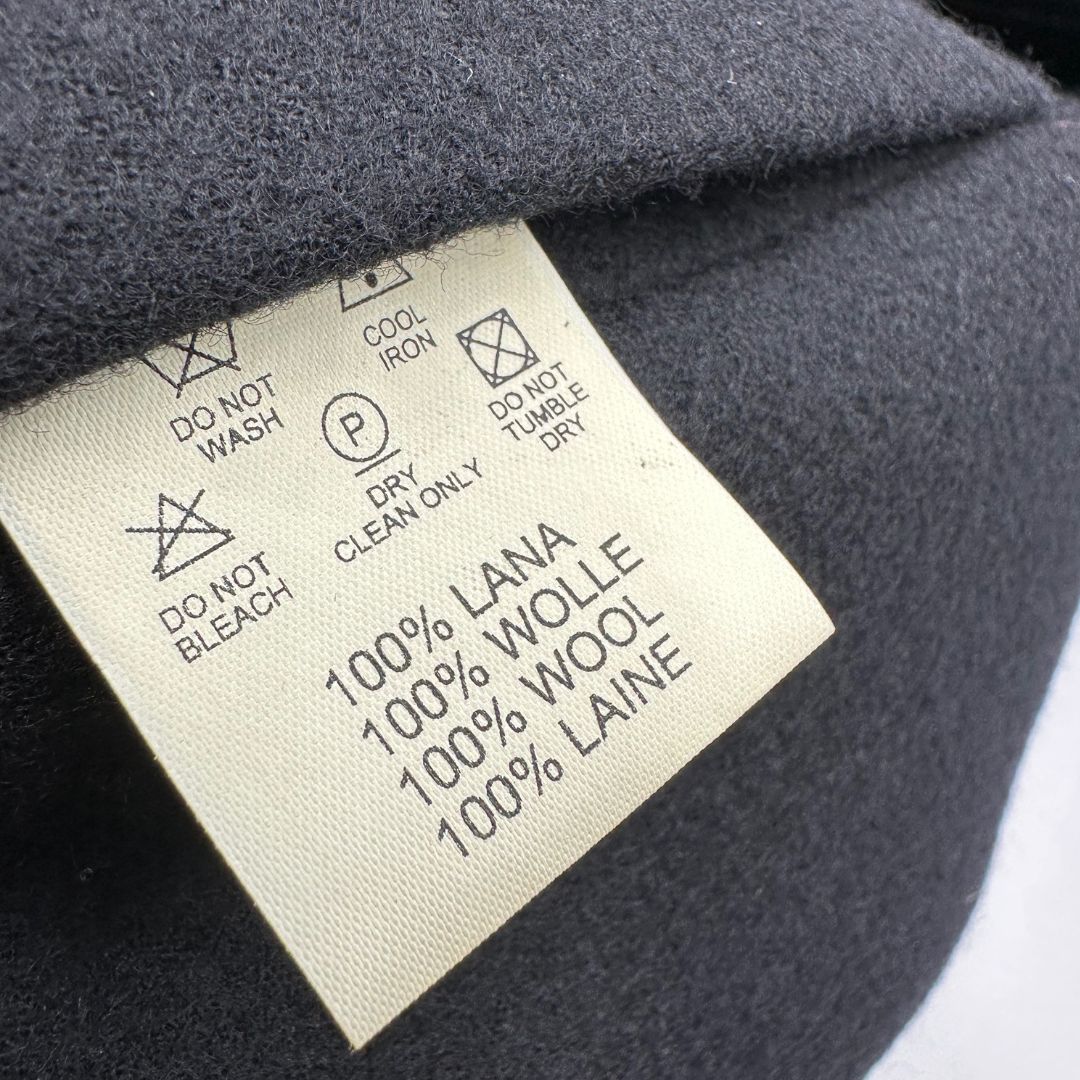 DO NOT
WASH
COOL
IRON
DO NOT
TUMBLE
DRY
P
DRY
CLEAN ONLY
DO NOT
BLEACH
100% LANA
100% WOLLE
100% WOOL
100% LAINE